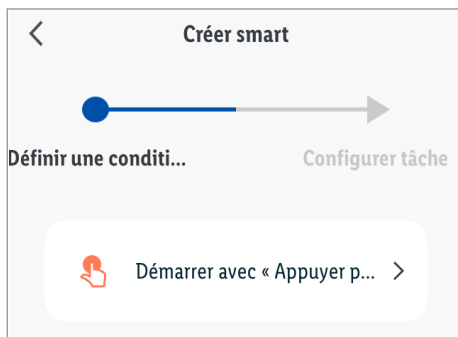 Créer smart
Définir une conditi...
Configurer tâche
Démarrer avec « Appuyer p...